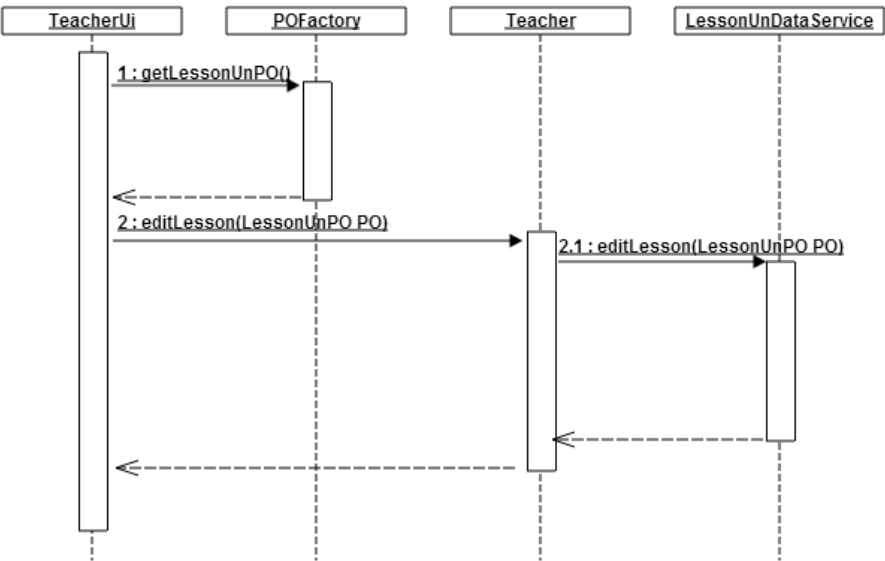 TeacherUi
POFactory
Teacher
LessonUnDataService
1 : getLessonUnPO()
2 : editLesson(LessonUnPO PO)
2.1 : editLesson(LessonUnPO PO)